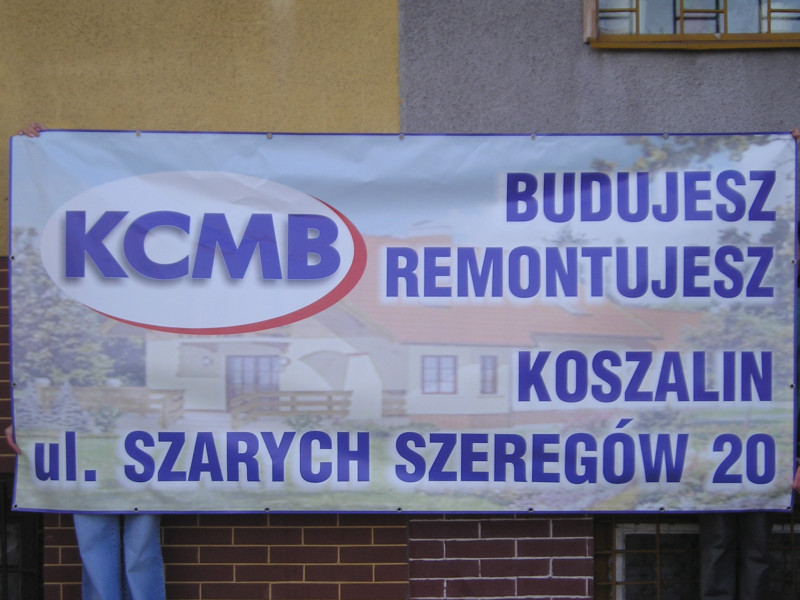 KCMB
BUDUJESZ
REMONTUJESZ
KOSZALIN
ul. SZARYCH SZEREGÓW 20